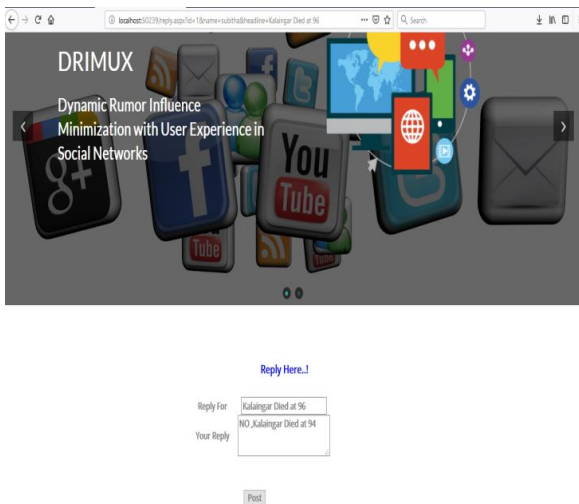 localhost:50239/reply.aspx?id=1&name=subitha&headline=Kalaingar Died at 96
Search
DRIMUX
Dynamic Rumor Influence
Minimization with User Experience in
Social Networks
You
Tube
You
Tube
g+
f
Reply Here..!
Reply For Kalaingar Died at 96
Your Reply NO ,Kalaingar Died at 94
Post